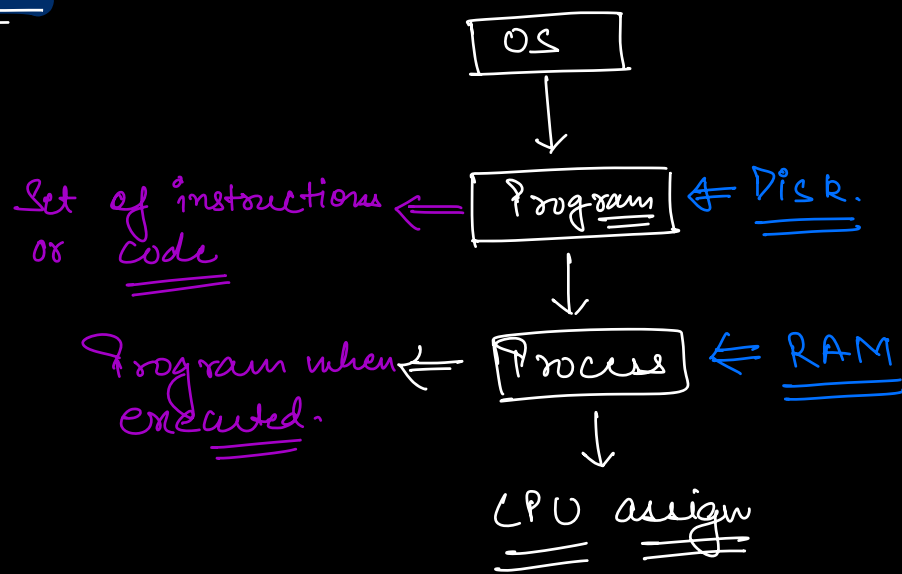 OS
Set of instructions
or code
Program
Disk.
Program when
executed.
Process
RAM
CPU assign